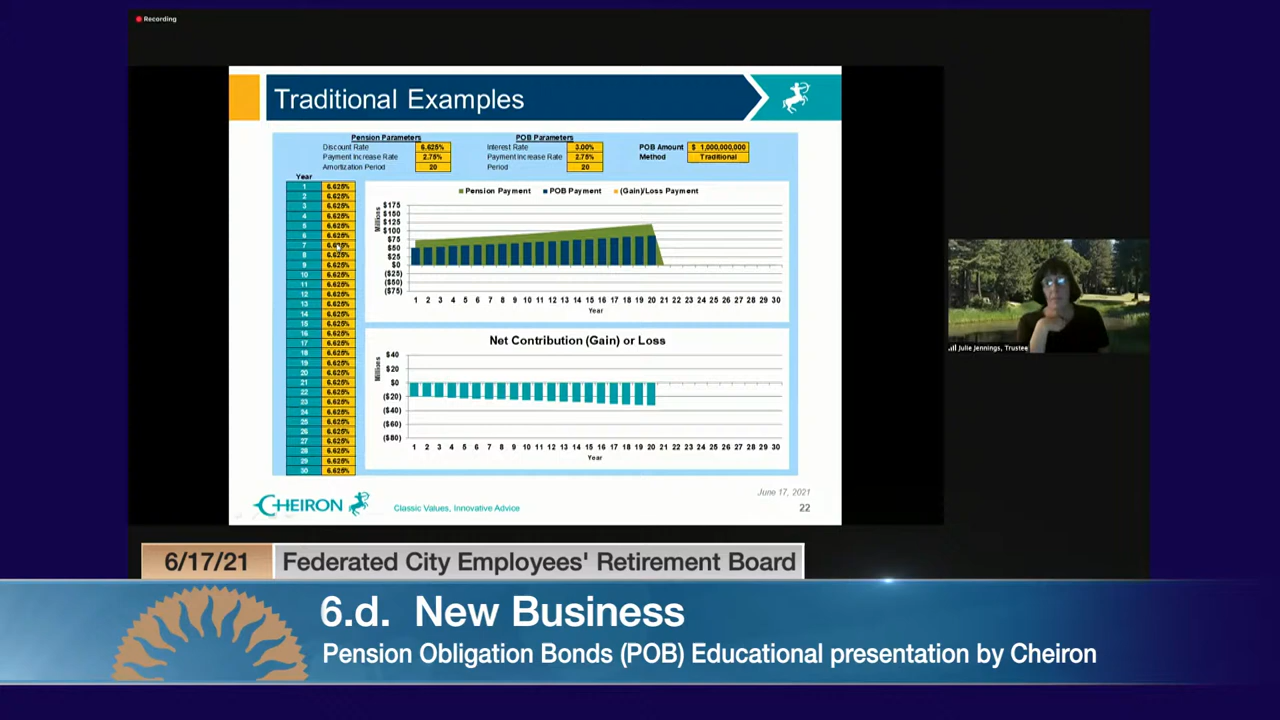 Recording
Traditional Examples
Pension Parameters
Discount Rate 6.625%
Payment Increase Rate 2.75%
Amortization Period 20
POB Parameters
Interest Rate 3.00%
Payment Increase Rate 2.75%
Period 20
POB Amount $ 1,000,000,000
Method Traditional
Year
1 6.625%
2 6.625%
3 6.625%
4 6.625%
5 6.625%
6 6.625%
7 6.625%
8 6.625%
9 6.625%
10 6.625%
11 6.625%
12 6.625%
13 6.625%
14 6.625%
15 6.625%
16 6.625%
17 6.625%
18 6.625%
19 6.625%
20 6.625%
21 6.625%
22 6.625%
23 6.625%
24 6.625%
25 6.625%
26 6.625%
27 6.625%
28 6.625%
29 6.625%
30 6.625%
Pension Payment POB Payment (Gain)/Loss Payment
Millions
$175
$150
$125
$100
$75
$50
$25
$0
($25)
($50)
($75)
1 2 3 4 5 6 7 8 9 10 11 12 13 14 15 16 17 18 19 20 21 22 23 24 25 26 27 28 29 30
Year
Net Contribution (Gain) or Loss
Millions
$40
$20
$0
($20)
($40)
($60)
($80)
1 2 3 4 5 6 7 8 9 10 11 12 13 14 15 16 17 18 19 20 21 22 23 24 25 26 27 28 29 30
Year
June 17, 2021
CHEIRON
Classic Values, Innovative Advice
22
Julie Jennings, Trustee
6/17/21
Federated City Employees' Retirement Board
6.d. New Business
Pension Obligation Bonds (POB) Educational presentation by Cheiron